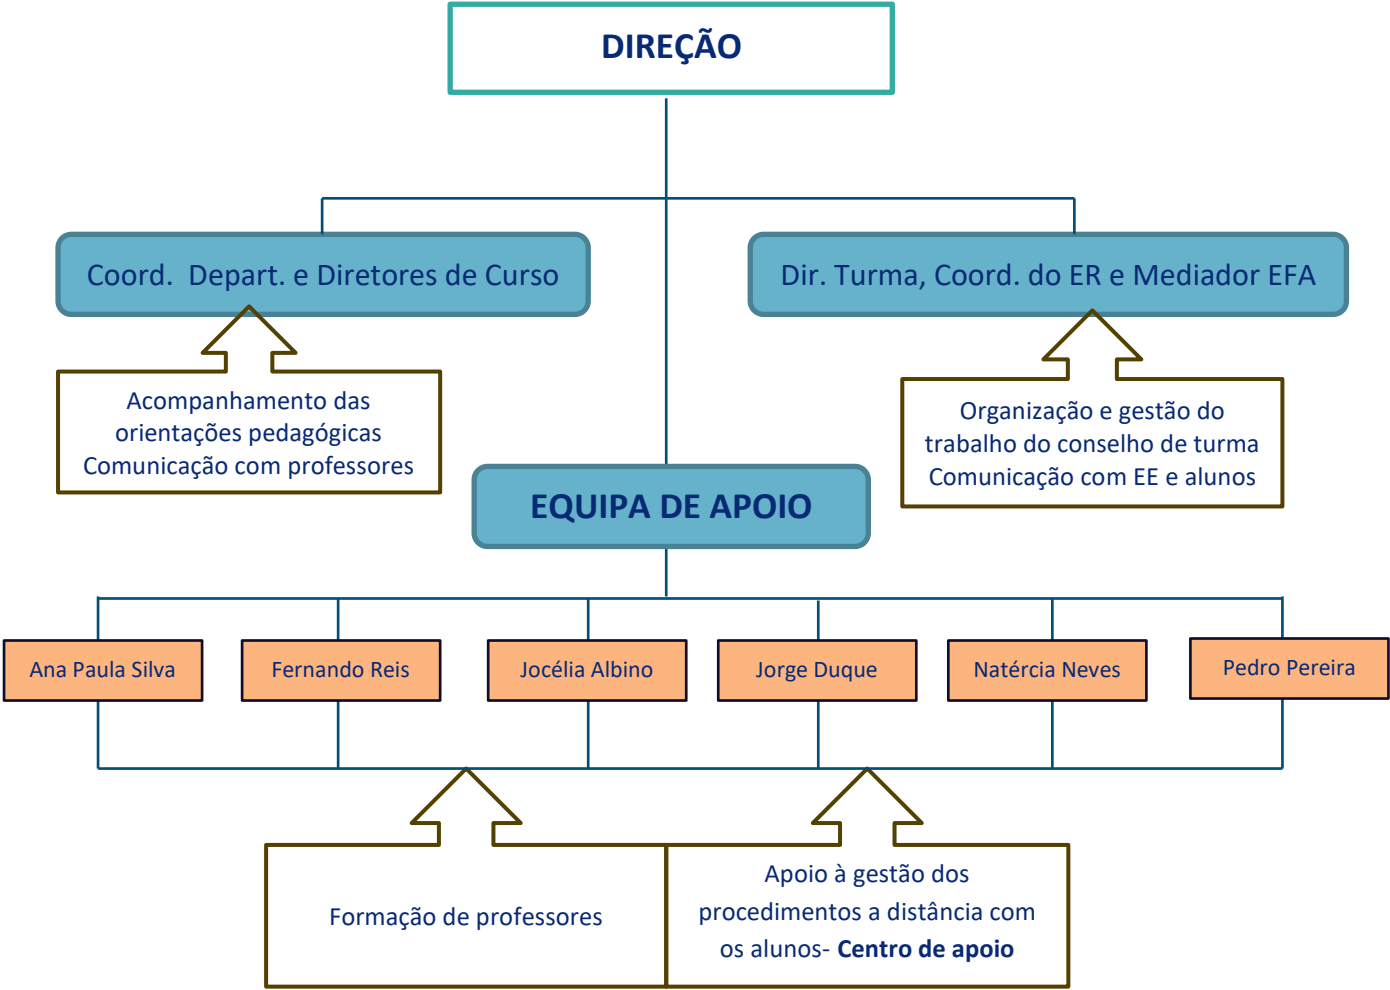 DIREÇÃO
Coord.  Depart. e Diretores de Curso
Dir. Turma, Coord. do ER e Mediador EFA
Acompanhamento das
orientações pedagógicas
Comunicação com professores
Organização e gestão do
trabalho do conselho de turma
Comunicação com EE e alunos
EQUIPA DE APOIO
Ana Paula Silva
Fernando Reis
Jocélia Albino
Jorge Duque
Natércia Neves
Pedro Pereira
Formação de professores
Apoio à gestão dos
procedimentos a distância com
os alunos- Centro de apoio